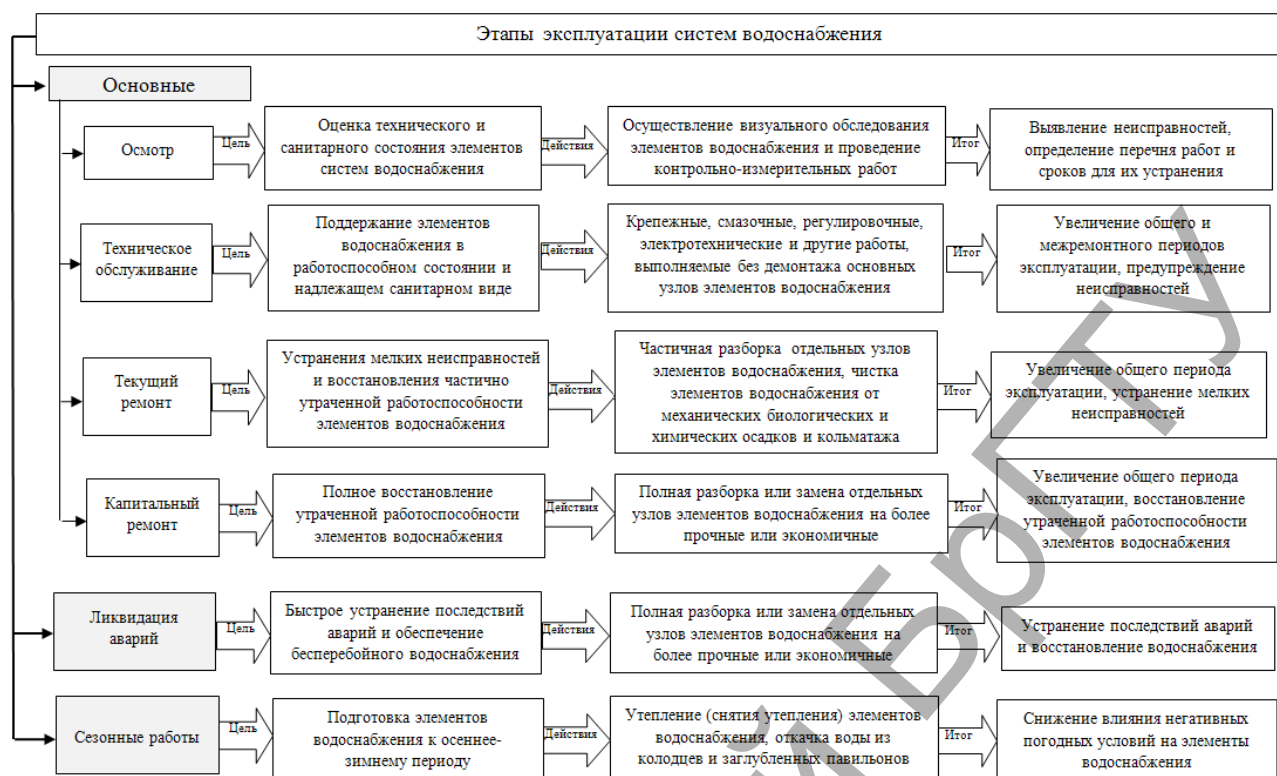 Этапы эксплуатации систем водоснабжения
Основные
Осмотр
Цель
Оценка технического и
санитарного состояния элементов
систем водоснабжения
Действия
Осуществление визуального обследования
элементов водоснабжения и проведение
контрольно-измерительных работ
Итог
Выявление неисправностей,
определение перечня работ и
сроков для их устранения
Техническое
обслуживание
Цель
Поддержание элементов
водоснабжения в
работоспособном состоянии и
надлежащем санитарном виде
Действия
Крепежные, смазочные, регулировочные,
электротехнические и другие работы,
выполняемые без демонтажа основных
узлов элементов водоснабжения
Итог
Увеличение общего и
межремонтного периодов
эксплуатации, предупреждение
неисправностей
Текущий
ремонт
Цель
Устранения мелких неисправностей
и восстановления частично
утраченной работоспособности
элементов водоснабжения
Действия
Частичная разборка отдельных узлов
элементов водоснабжения, чистка
элементов водоснабжения от
механических биологических и
химических осадков и кольматажа
Итог
Увеличение общего периода
эксплуатации, устранение мелких
неисправностей
Капитальный
ремонт
Цель
Полное восстановление
утраченной работоспособности
элементов водоснабжения
Действия
Полная разборка или замена отдельных
узлов элементов водоснабжения на более
прочные или экономичные
Итог
Увеличение общего периода
эксплуатации, восстановление
утраченной работоспособности
элементов водоснабжения
Ликвидация
аварий
Цель
Быстрое устранение последствий
аварий и обеспечение
бесперебойного водоснабжения
Действия
Полная разборка или замена отдельных
узлов элементов водоснабжения на
более прочные или экономичные
Итог
Устранение последствий аварий
и восстановление водоснабжения
Сезонные работы
Цель
Подготовка элементов
водоснабжения к осеннее-
зимнему периоду
Действия
Утепление (снятия утепления) элементов
водоснабжения, откачка воды из
колодцев и заглубленных павильонов
Итог
Снижение влияния негативных
погодных условий на элементы
водоснабжения
й БрГТУ